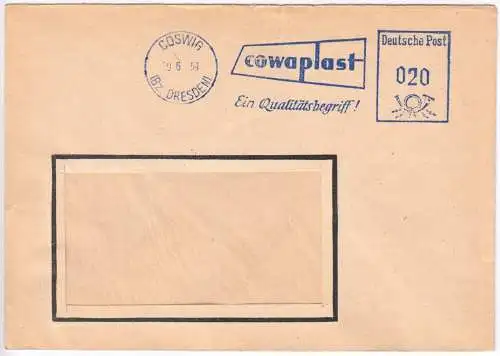 COSWIG
(BZ. DRESDEN)
cowaplast
Ein Qualitätsbegriff!
Deutsche Post
020